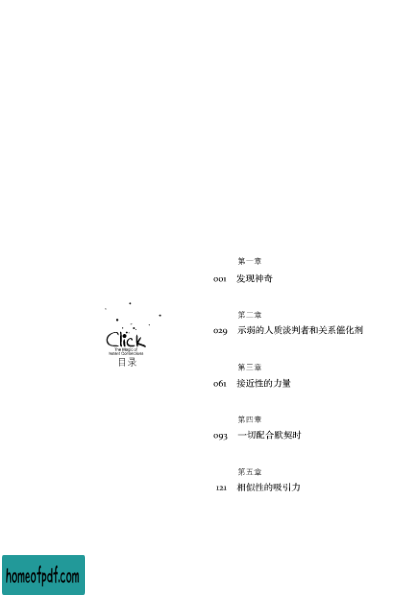 第一章
001 发现神奇
第二章
029 示弱的人质谈判者和关系催化剂
第三章
061 接近性的力量
第四章
093 一切配合默契时
第五章
121 相似性的吸引力
Click
The Magic of
Instant Connections
目录
homeofpdf.com